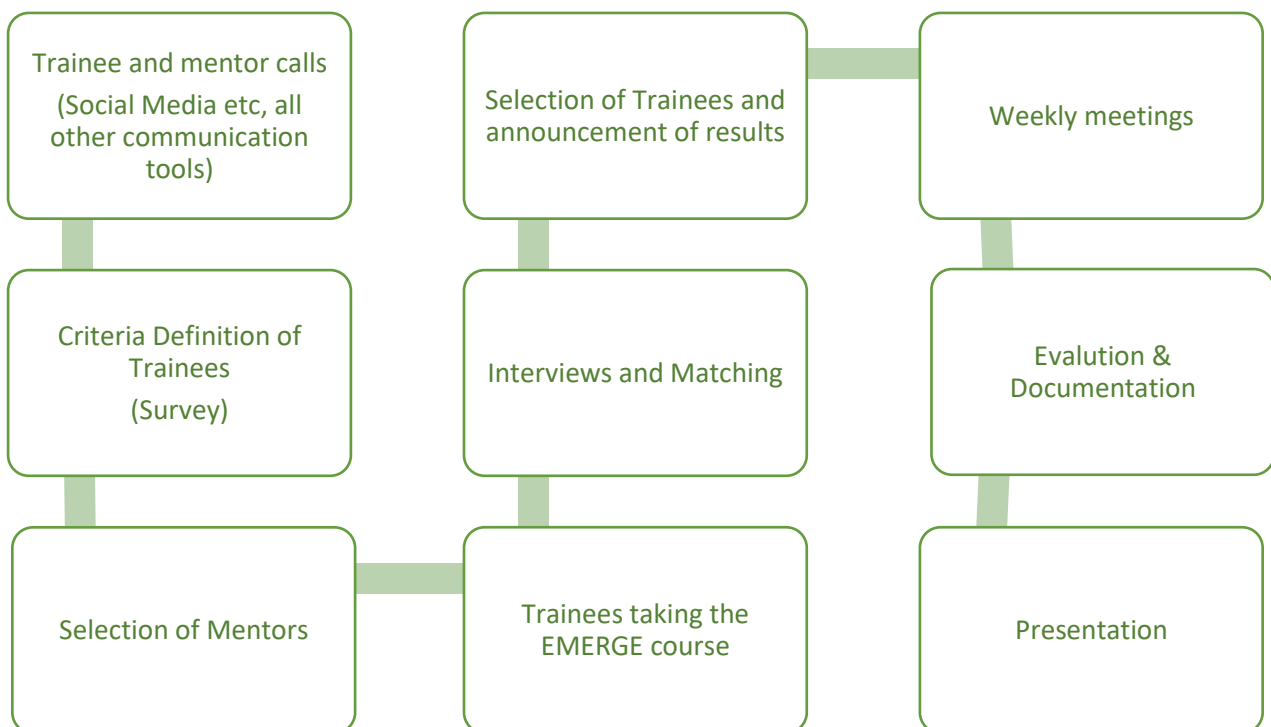 Trainee and mentor calls
(Social Media etc, all
other communication
tools)
Criteria Definition of
Trainees
(Survey)
Selection of Mentors
Trainees taking the
EMERGE course
Interviews and Matching
Selection of Trainees and
announcement of results
Weekly meetings
Evalution &
Documentation
Presentation